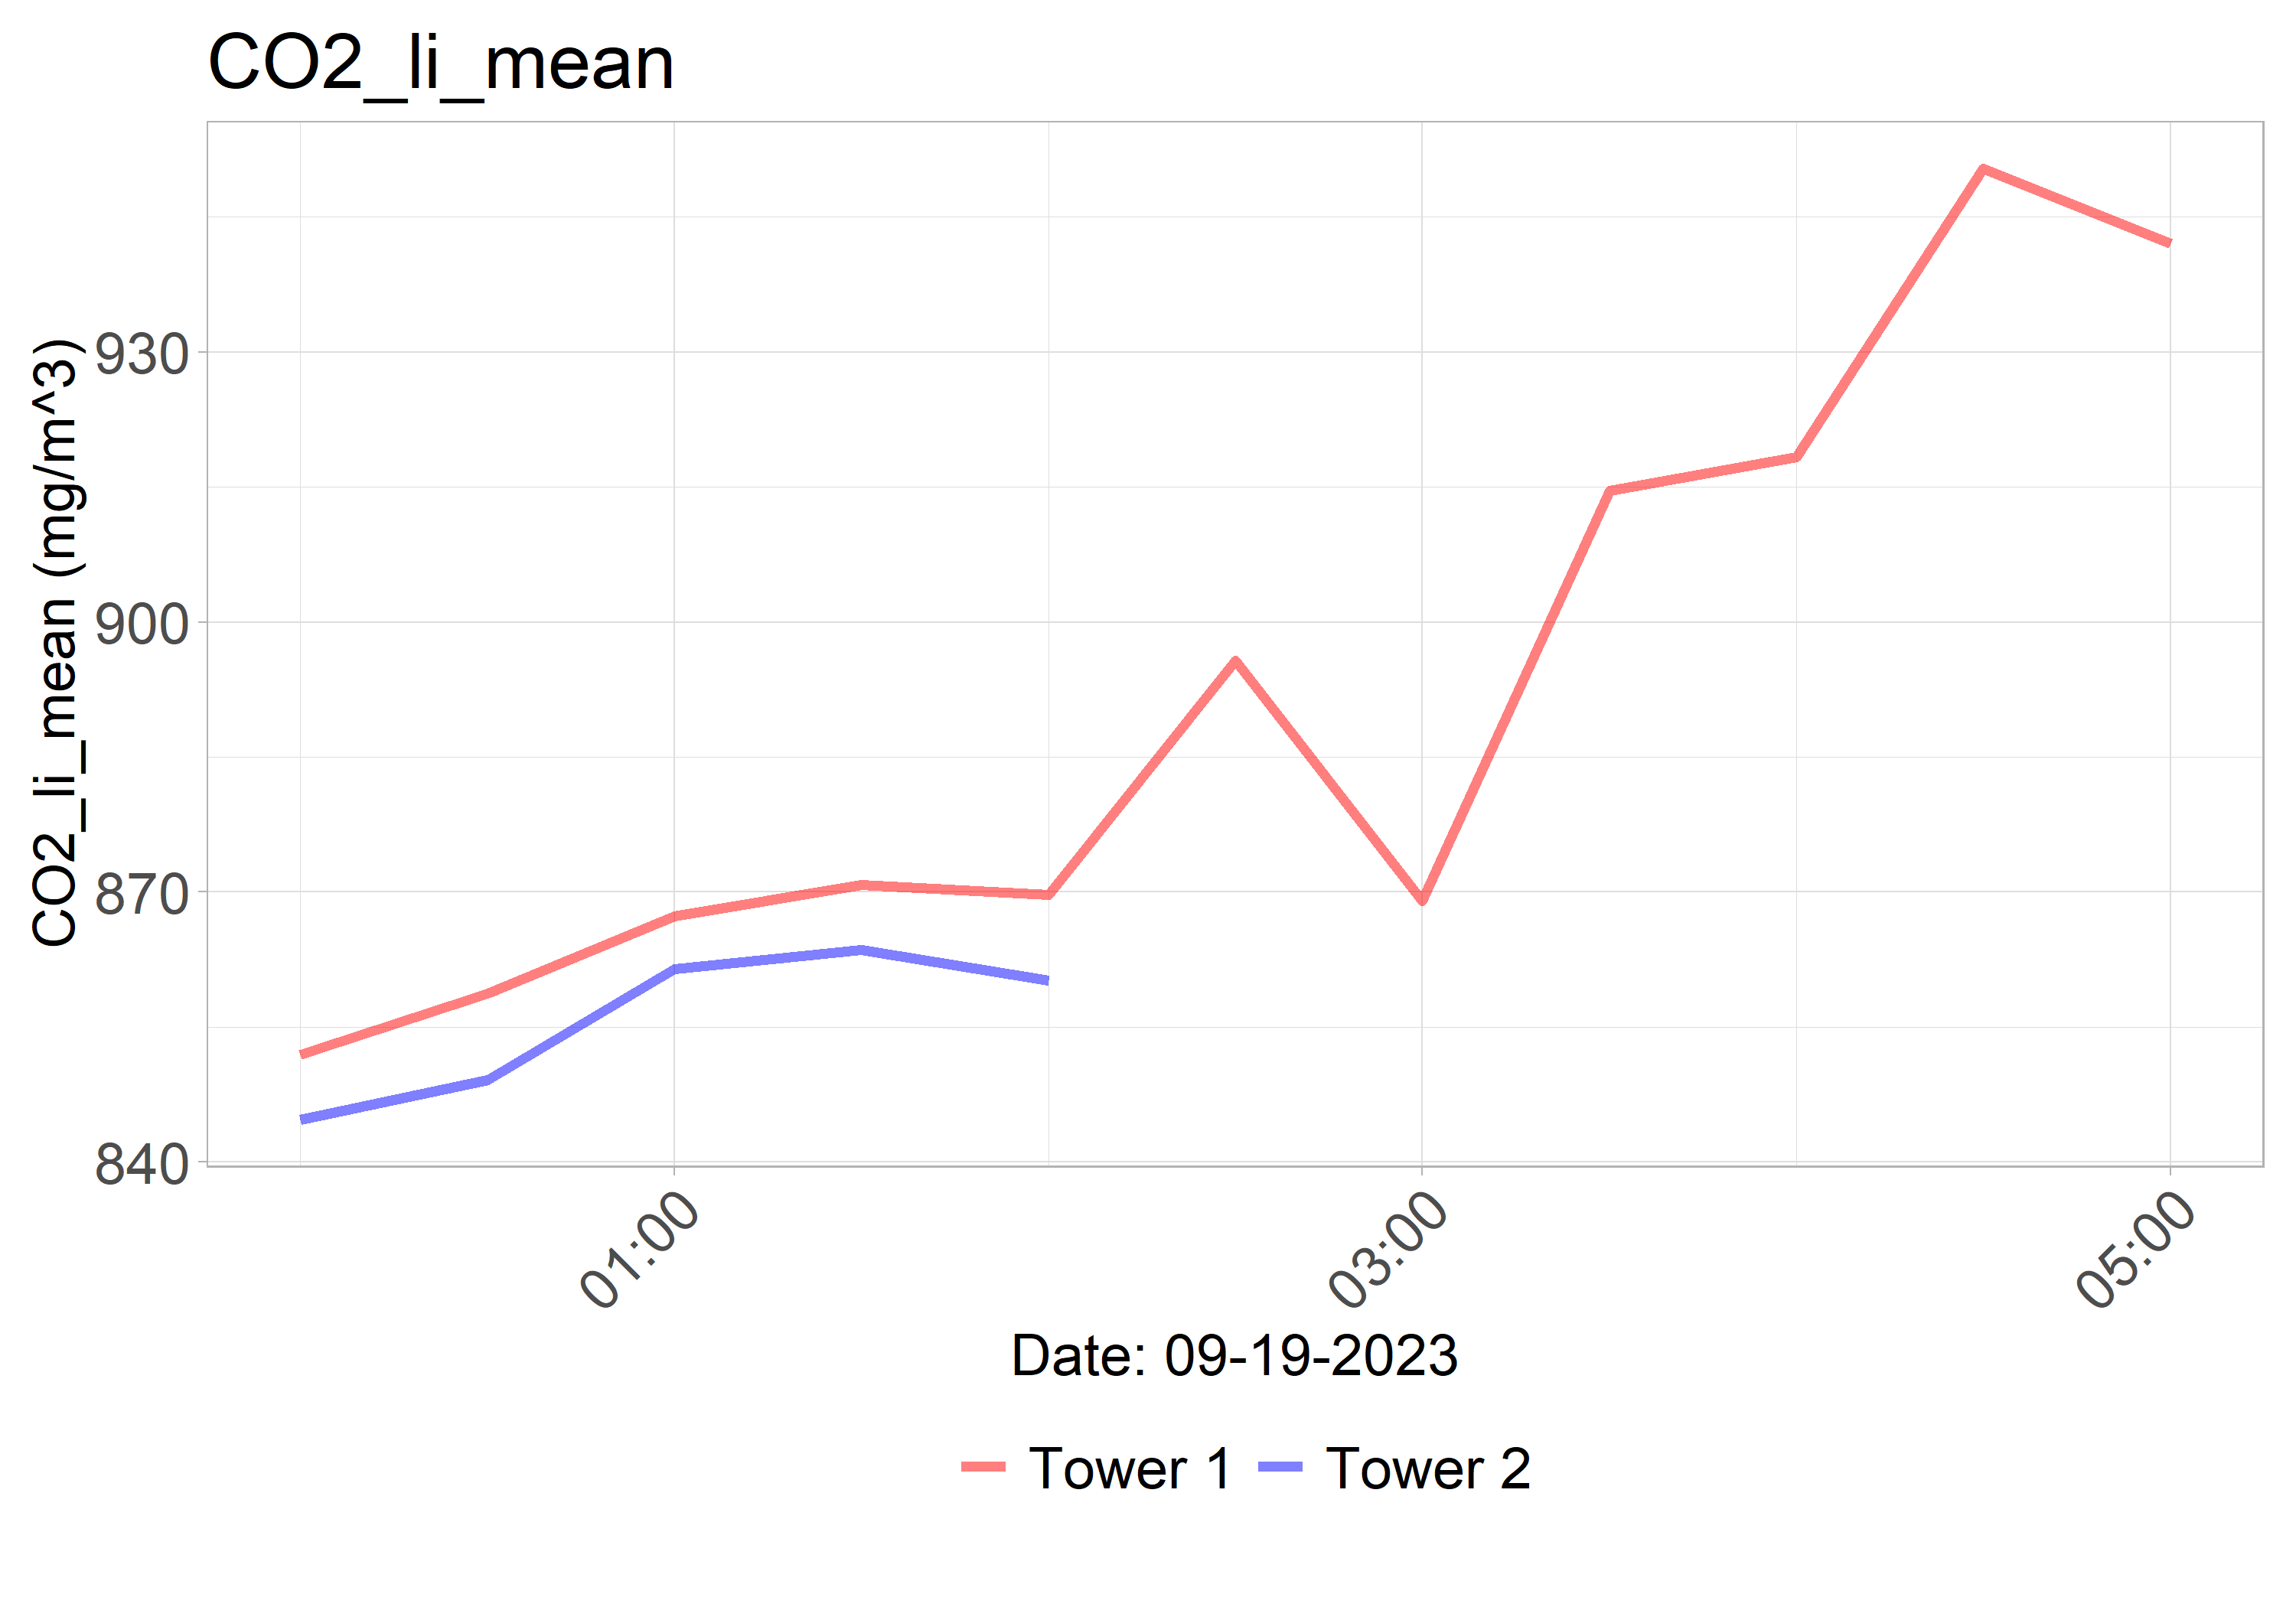 CO2_li_mean
CO2_li_mean (mg/m^3)
930
900
870
840
01:00
03:00
05:00
Date: 09-19-2023
Tower 1
Tower 2